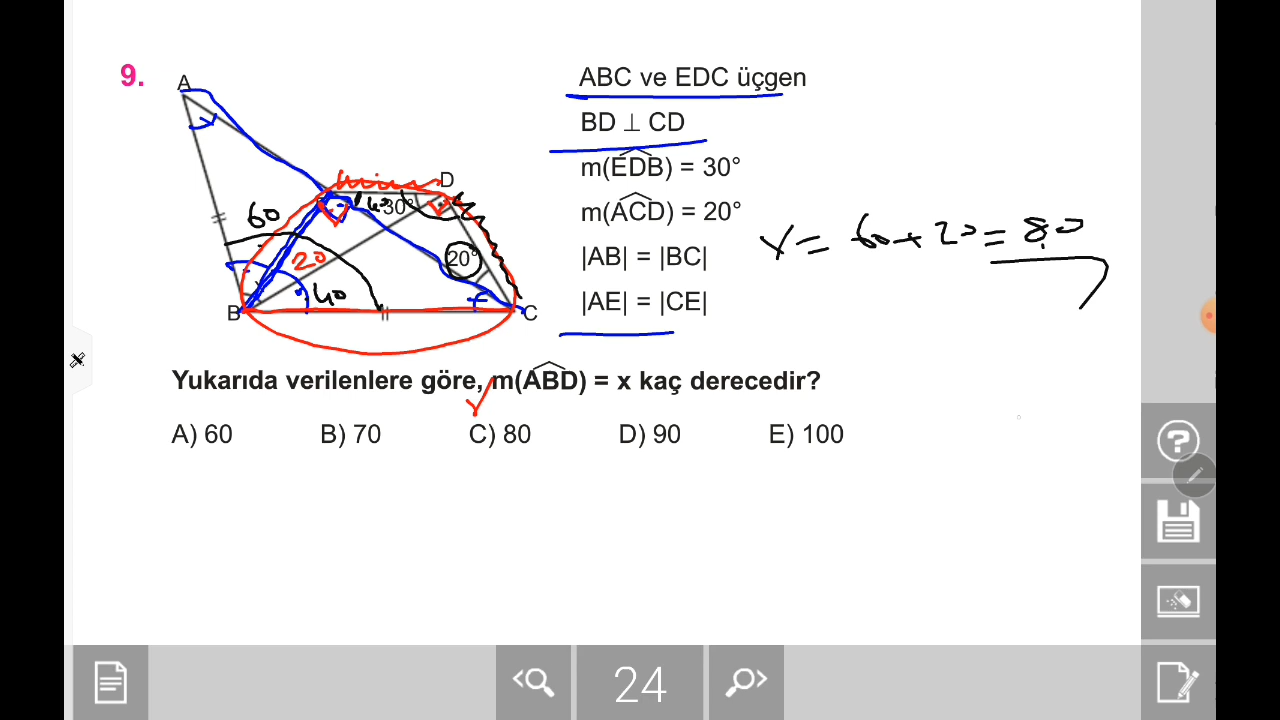 9.
A
D
30°
40
60
20
20°
40
B
C
ABC ve EDC üçgen
BD ⊥ CD
m(EDB) = 30°
m(ACD) = 20°
|AB| = |BC|
|AE| = |CE|
x = 60 + 20 = 80
Yukarıda verilenlere göre, m(ABD) = x kaç derecedir?
A) 60 B) 70 C) 80 D) 90 E) 100
24